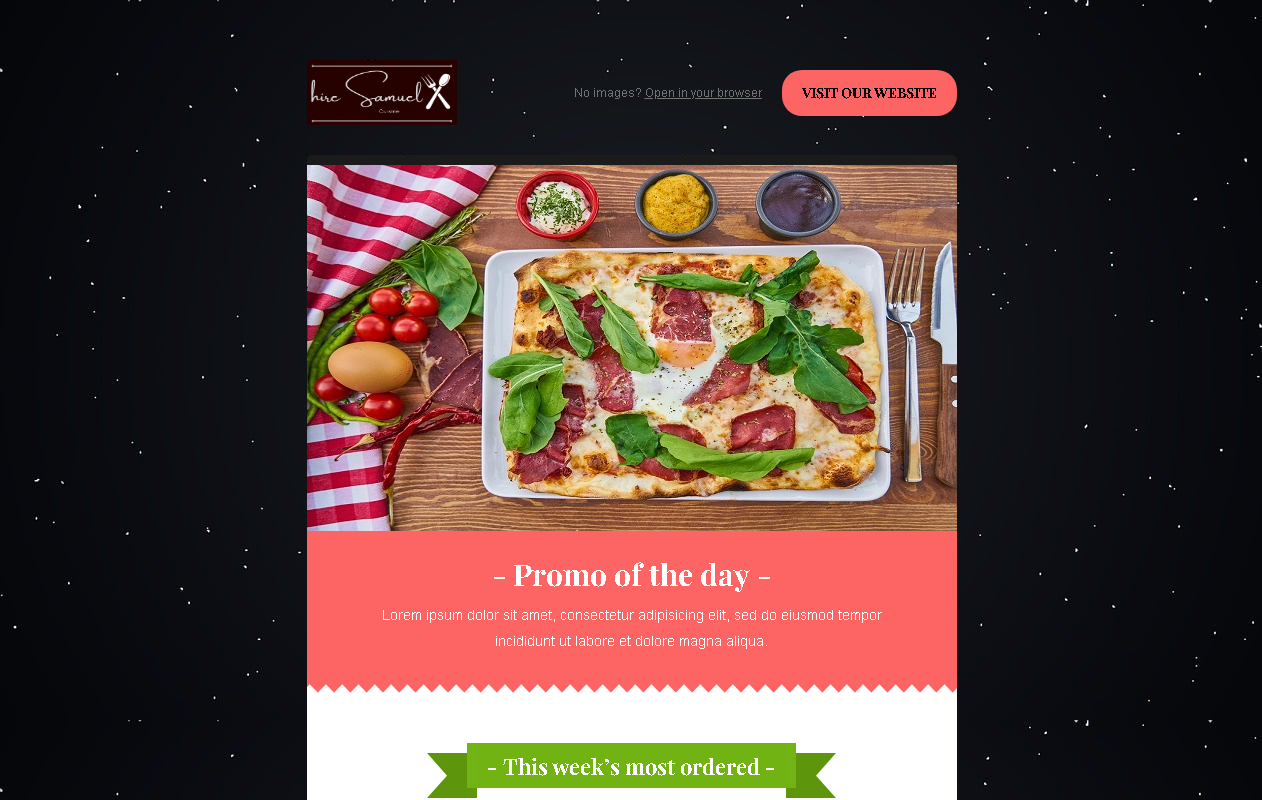 hire Samuel
Cuisine
No images? Open in your browser
VISIT OUR WEBSITE
- Promo of the day -
Lorem ipsum dolor sit amet, consectetur adipisicing elit, sed do eiusmod tempor
incididunt ut labore et dolore magna aliqua.
- This week’s most ordered -